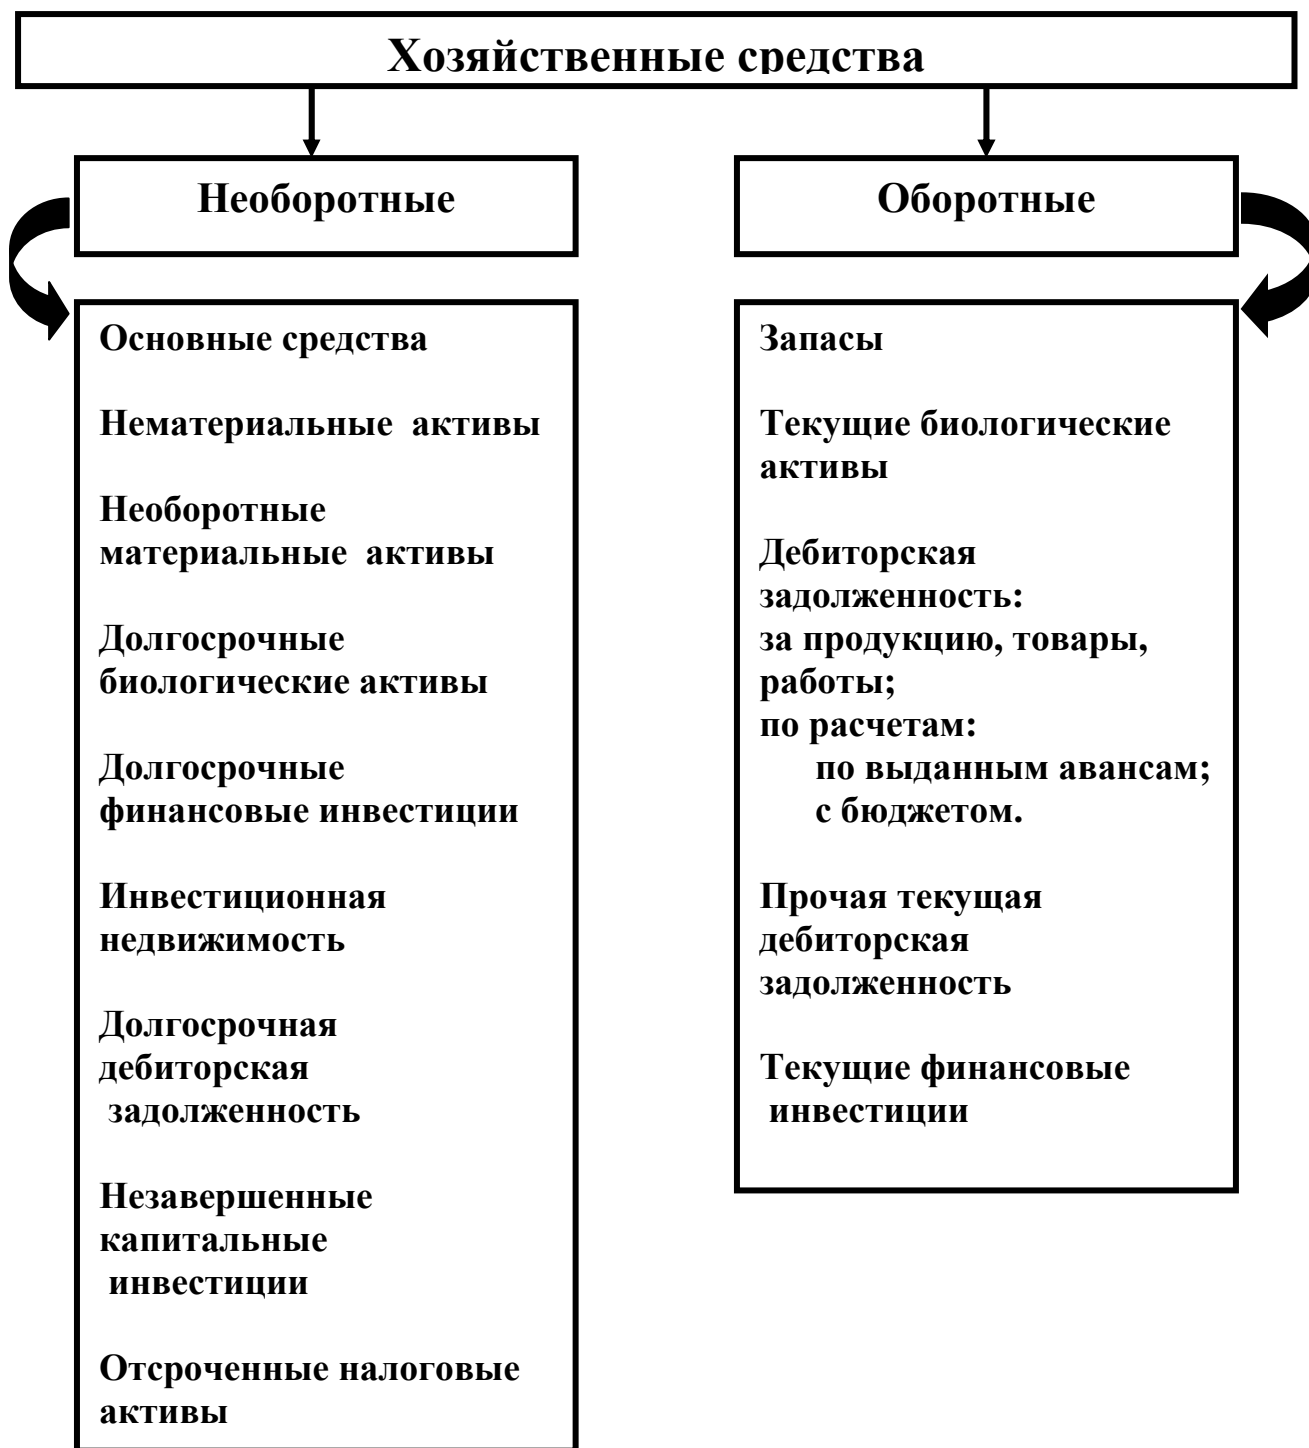 Хозяйственные средства
Необоротные
Оборотные
Основные средства
Нематериальные активы
Необоротные
материальные активы
Долгосрочные
биологические активы
Долгосрочные
финансовые инвестиции
Инвестиционная
недвижимость
Долгосрочная
дебиторская
задолженность
Незавершенные
капитальные
инвестиции
Отсроченные налоговые
активы
Запасы
Текущие биологические
активы
Дебиторская
задолженность:
за продукцию, товары,
работы;
по расчетам:
по выданным авансам;
с бюджетом.
Прочая текущая
дебиторская
задолженность
Текущие финансовые
инвестиции